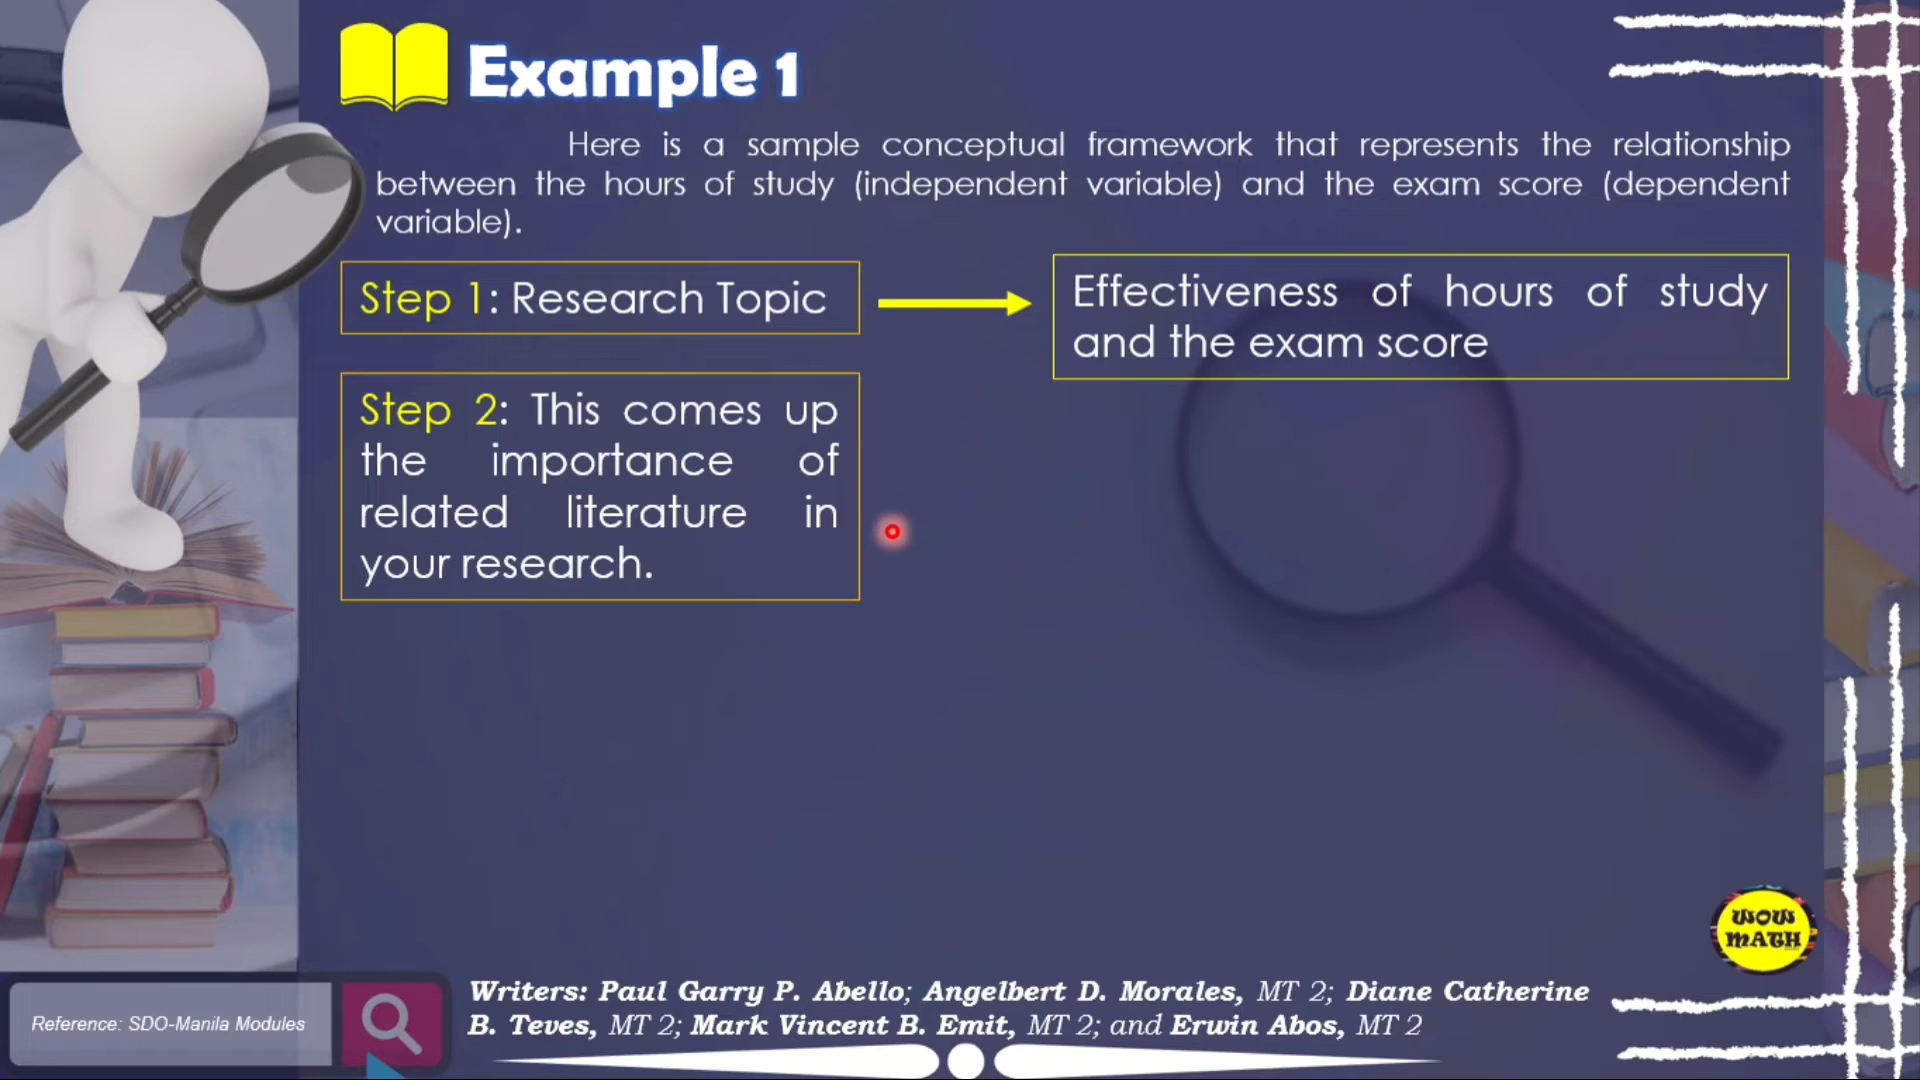 Example 1
Here is a sample conceptual framework that represents the relationship
between the hours of study (independent variable) and the exam score (dependent
variable).
Step 1: Research Topic
Effectiveness of hours of study
and the exam score
Step 2: This comes up
the importance of
related literature in
your research.
WOW
MATH
Writers: Paul Garry P. Abello; Angelbert D. Morales, MT 2; Diane Catherine
B. Teves, MT 2; Mark Vincent B. Emit, MT 2; and Erwin Abos, MT 2
Reference: SDO-Manila Modules